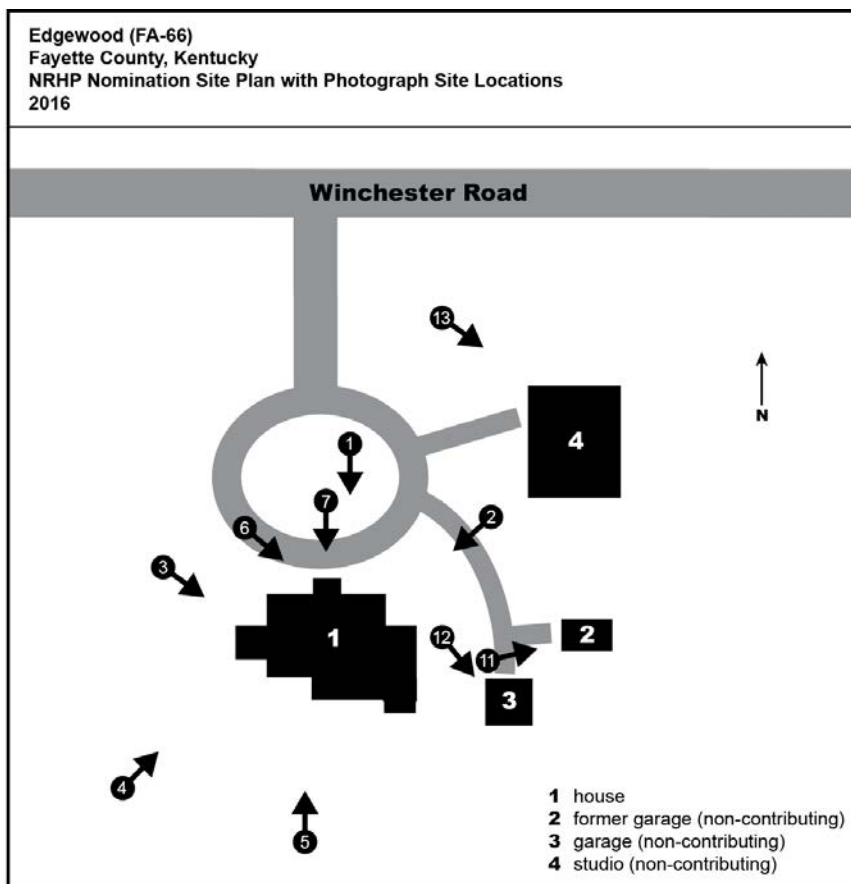 Edgewood (FA-66)
Fayette County, Kentucky
NRHP Nomination Site Plan with Photograph Site Locations
2016
Winchester Road
13
N
4
1
7
2
6
3
12
1
2
11
3
4
5
1 house
2 former garage (non-contributing)
3 garage (non-contributing)
4 studio (non-contributing)